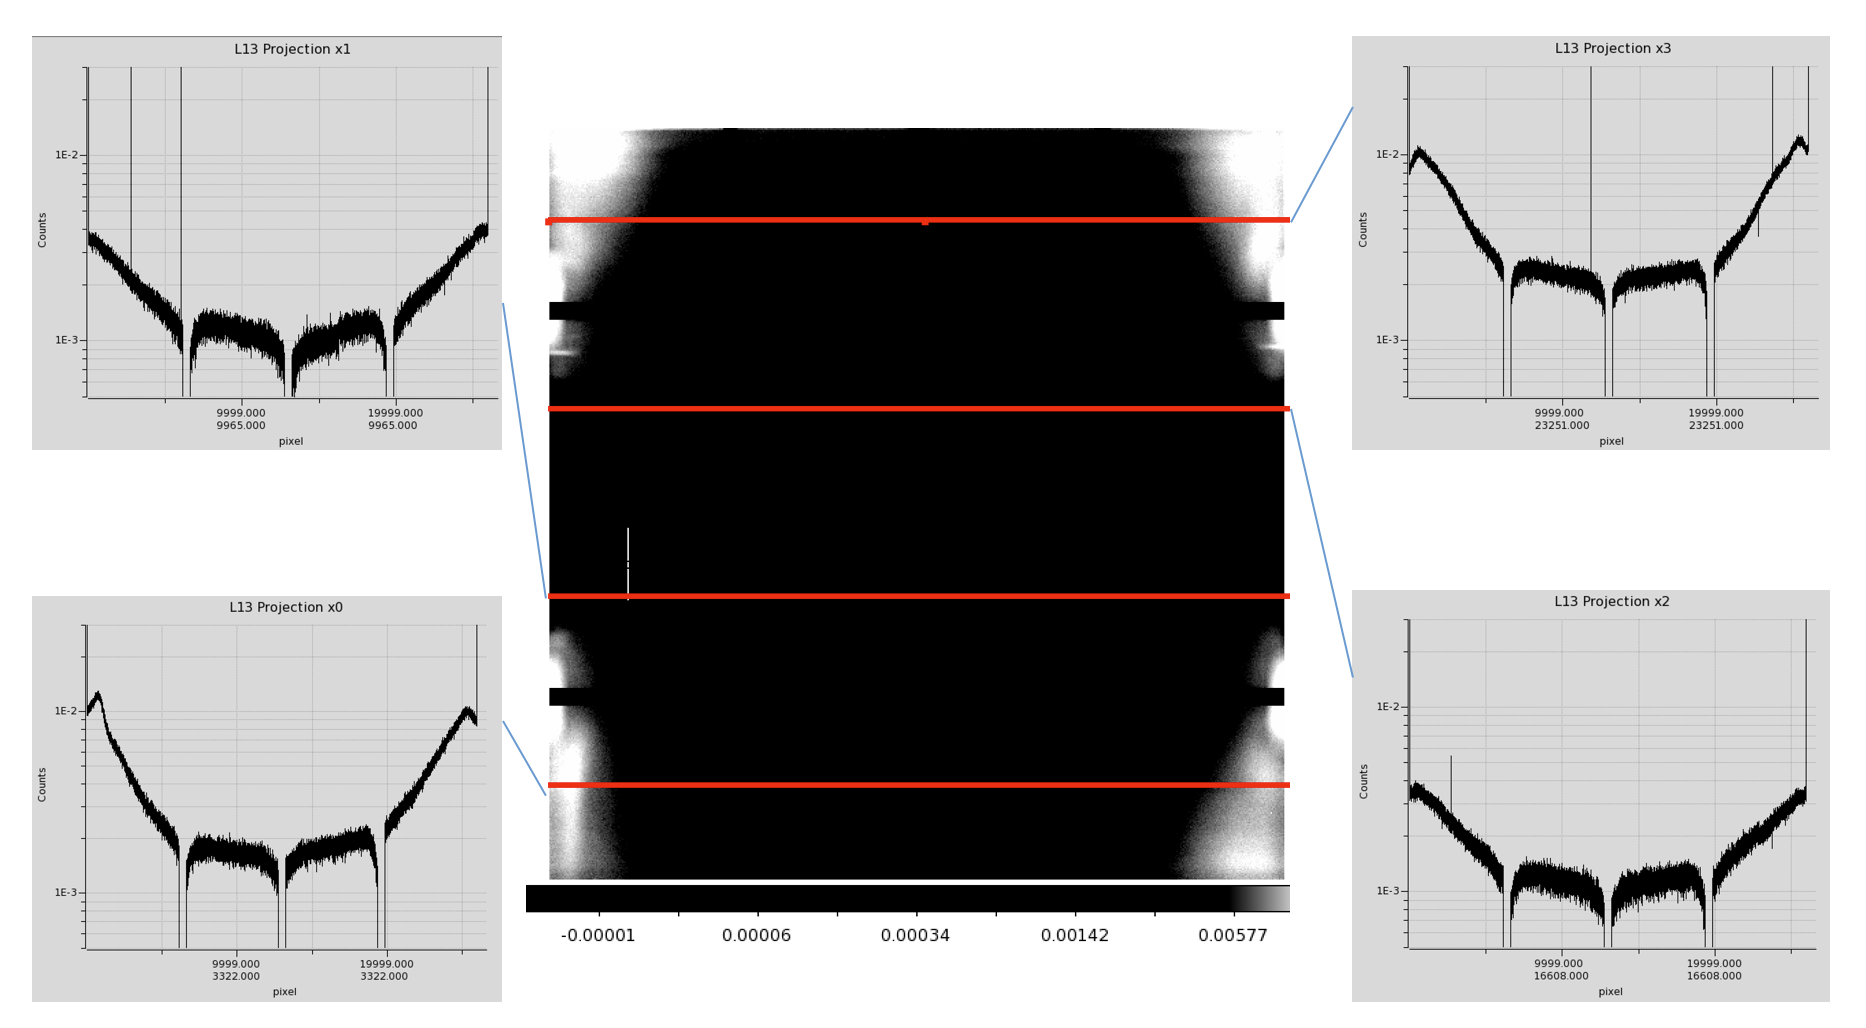 L13 Projection x1
1E-2
1E-3
Counts
9999.000 19999.000
9965.000 9965.000
pixel
L13 Projection x3
1E-2
1E-3
Counts
9999.000 19999.000
23251.000 23251.000
pixel
L13 Projection x0
1E-2
1E-3
Counts
9999.000 19999.000
3322.000 3322.000
pixel
-0.00001 0.00006 0.00034 0.00142 0.00577
L13 Projection x2
1E-2
1E-3
Counts
9999.000 19999.000
16608.000 16608.000
pixel